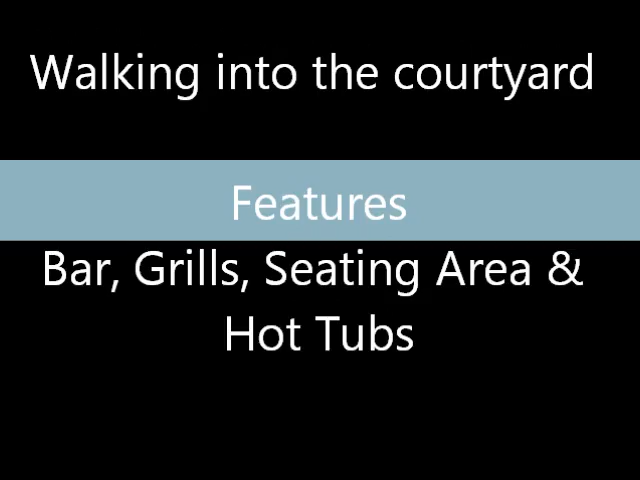 Walking into the courtyard
Features
Bar, Grills, Seating Area &
Hot Tubs